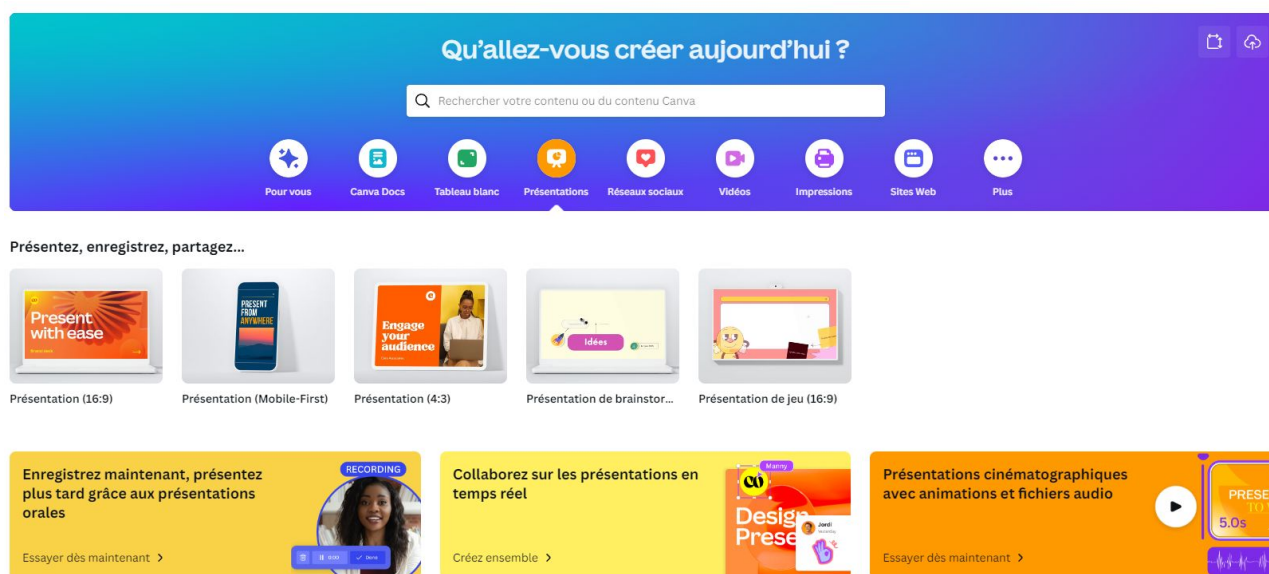 Qu'allez-vous créer aujourd'hui ?
Rechercher votre contenu ou du contenu Canva
Pour vous
Canva Docs
Tableau blanc
Présentations
Réseaux sociaux
Vidéos
Impressions
Sites Web
Plus
Présentez, enregistrez, partagez...
Present
with ease
PRESENT
FROM
ANYWHERE
Engage
your
audience
Idées
Présentation (16:9)
Présentation (Mobile-First)
Présentation (4:3)
Présentation de brainstor...
Présentation de jeu (16:9)
Enregistrez maintenant, présentez
plus tard grâce aux présentations
orales
Essayer dès maintenant
RECORDING
Done
Collaborez sur les présentations en
temps réel
Créez ensemble
Manny
Design
Prese
Jordi
Présentations cinématographiques
avec animations et fichiers audio
Essayer dès maintenant
PRESE
TO
5.0s